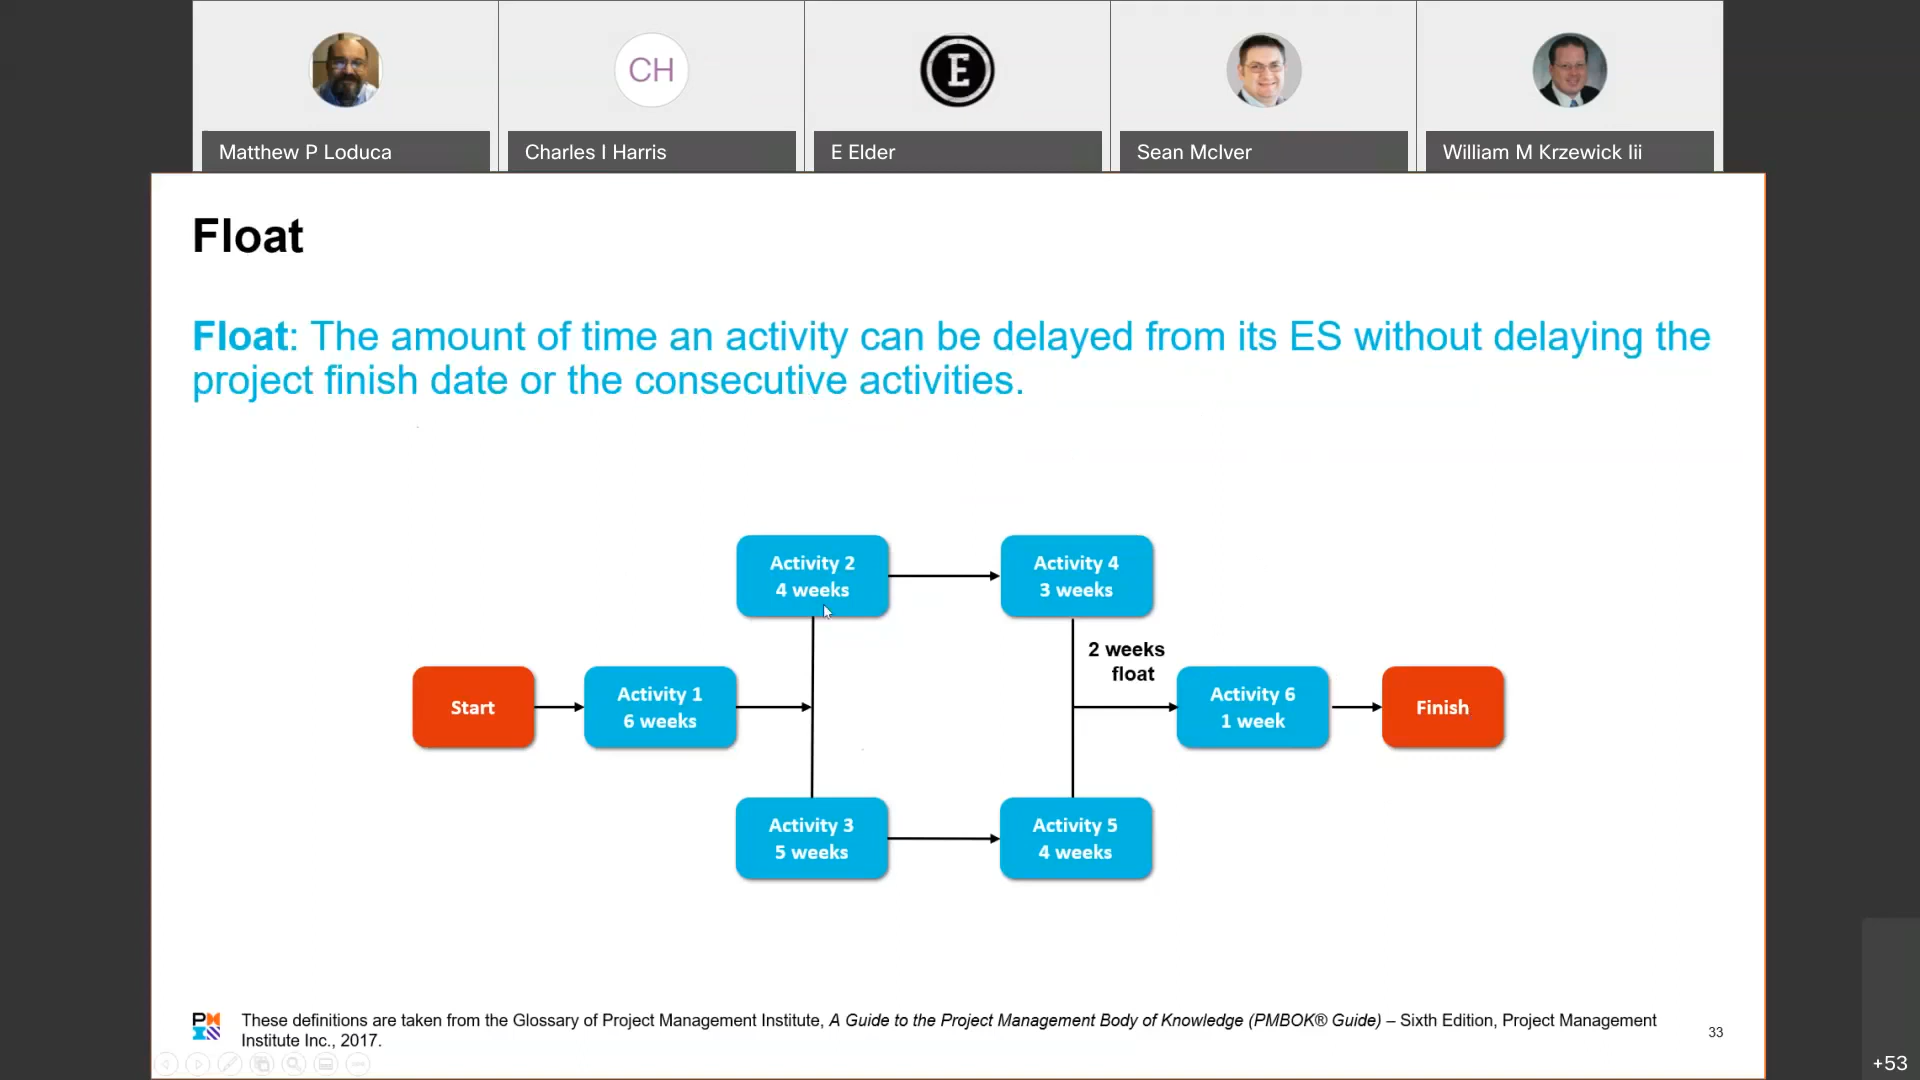 CH
E
Matthew P Loduca
Charles I Harris
E Elder
Sean McIver
William M Krzewick Iii
Float
Float: The amount of time an activity can be delayed from its ES without delaying the
project finish date or the consecutive activities.
Activity 2
4 weeks
Activity 4
3 weeks
2 weeks
float
Start
Activity 1
6 weeks
Activity 6
1 week
Finish
Activity 3
5 weeks
Activity 5
4 weeks
These definitions are taken from the Glossary of Project Management Institute, A Guide to the Project Management Body of Knowledge (PMBOK® Guide) – Sixth Edition, Project Management
Institute Inc., 2017.
33
+53